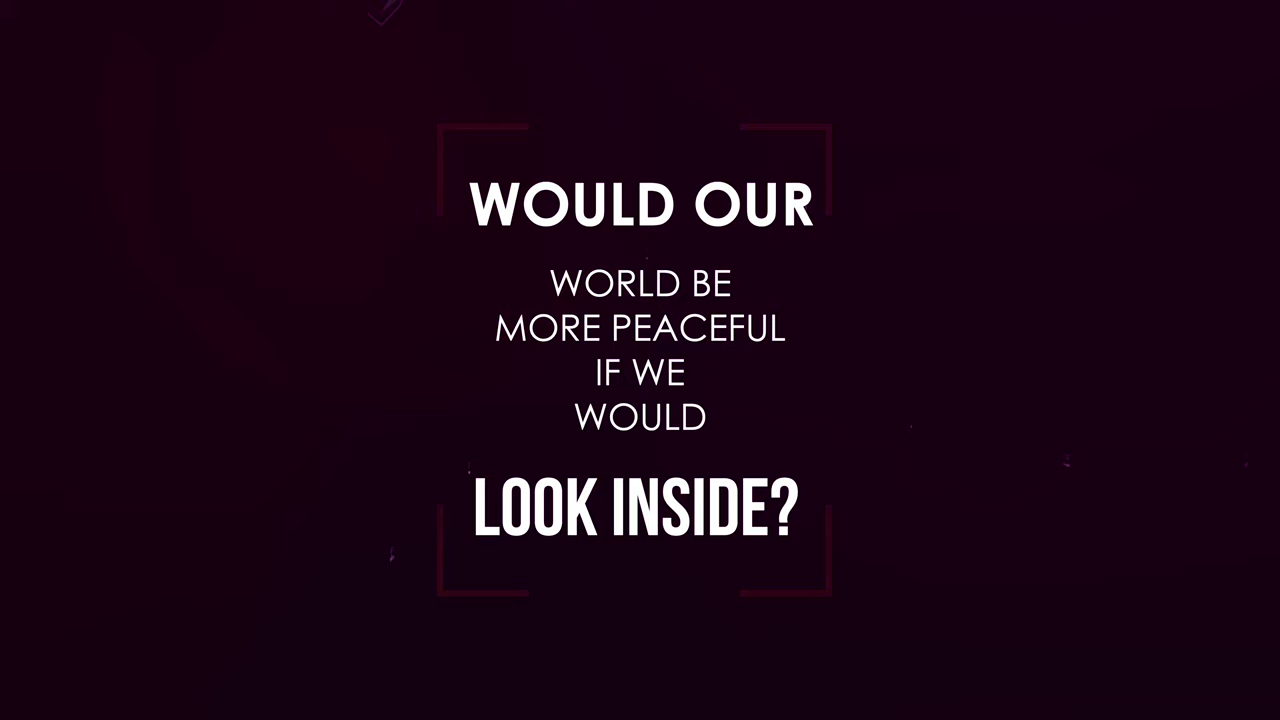 WOULD OUR
WORLD BE
MORE PEACEFUL
IF WE
WOULD
LOOK INSIDE?